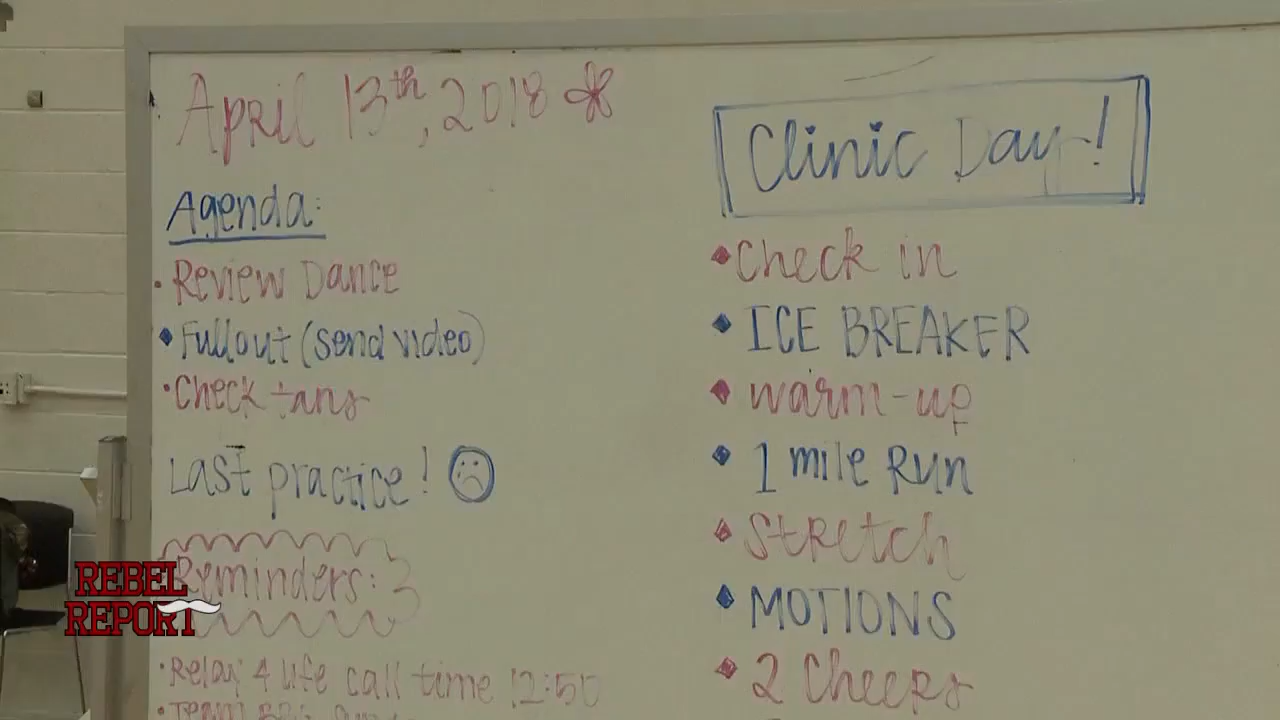 April 13th, 2018
Agenda:
• Review Dance
• Fullout (send video)
• Check tans
Last practice!
Reminders:
• Relay 4 Life call time 12:50
• Team
Clinic Day!
• Check in
• ICE BREAKER
• Warm-up
• 1 mile Run
• Stretch
• MOTIONS
• 2 Cheers
REBEL
REPORT